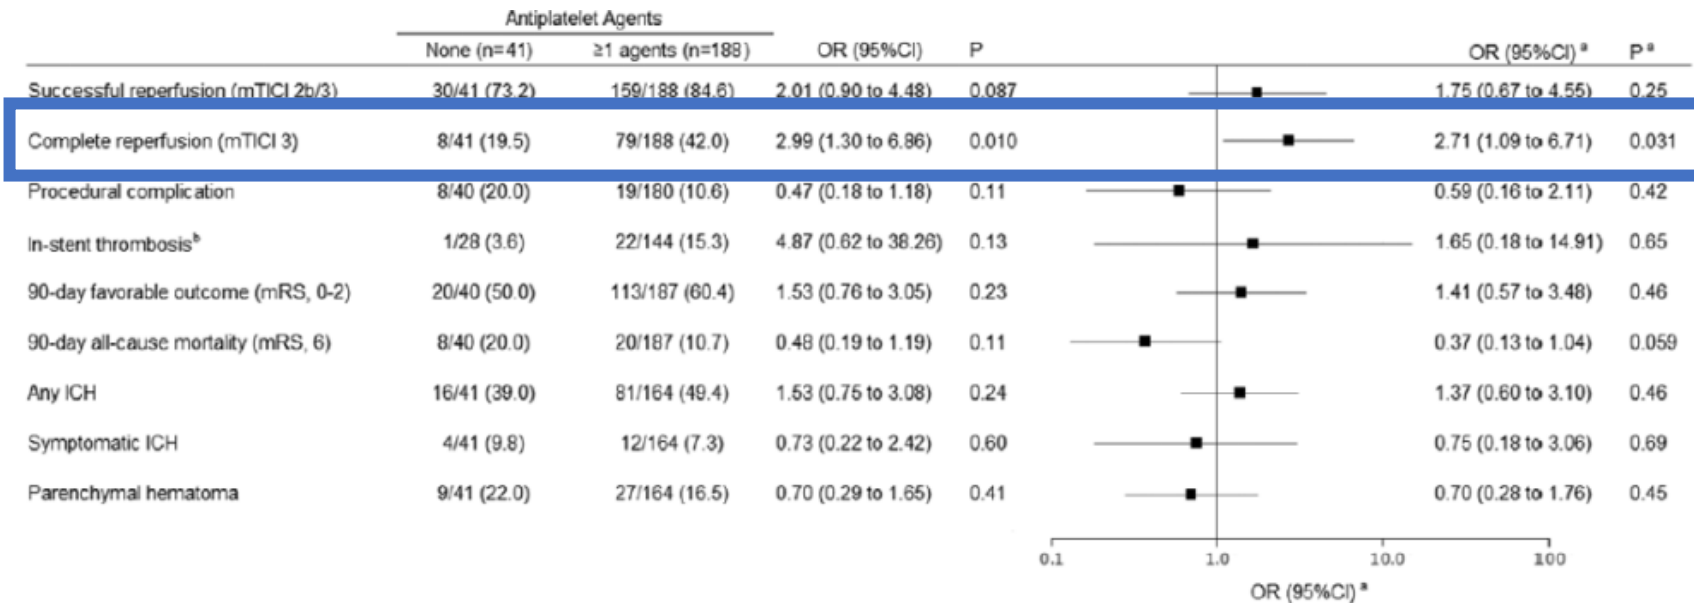 Antiplatelet Agents
None (n=41) ≥1 agents (n=188) OR (95%CI) P OR (95%CI) a P a
Successful reperfusion (mTICI 2b/3) 30/41 (73.2) 159/188 (84.6) 2.01 (0.90 to 4.48) 0.087 1.75 (0.67 to 4.55) 0.25
Complete reperfusion (mTICI 3) 8/41 (19.5) 79/188 (42.0) 2.99 (1.30 to 6.86) 0.010 2.71 (1.09 to 6.71) 0.031
Procedural complication 8/40 (20.0) 19/180 (10.6) 0.47 (0.18 to 1.18) 0.11 0.59 (0.16 to 2.11) 0.42
In-stent thrombosis b 1/28 (3.6) 22/144 (15.3) 4.87 (0.62 to 38.26) 0.13 1.65 (0.18 to 14.91) 0.65
90-day favorable outcome (mRS, 0-2) 20/40 (50.0) 113/187 (60.4) 1.53 (0.76 to 3.05) 0.23 1.41 (0.57 to 3.48) 0.46
90-day all-cause mortality (mRS, 6) 8/40 (20.0) 20/187 (10.7) 0.48 (0.19 to 1.19) 0.11 0.37 (0.13 to 1.04) 0.059
Any ICH 16/41 (39.0) 81/164 (49.4) 1.53 (0.75 to 3.08) 0.24 1.37 (0.60 to 3.10) 0.46
Symptomatic ICH 4/41 (9.8) 12/164 (7.3) 0.73 (0.22 to 2.42) 0.60 0.75 (0.18 to 3.06) 0.69
Parenchymal hematoma 9/41 (22.0) 27/164 (16.5) 0.70 (0.29 to 1.65) 0.41 0.70 (0.28 to 1.76) 0.45
0.1 1.0 10.0 100
OR (95%CI) a